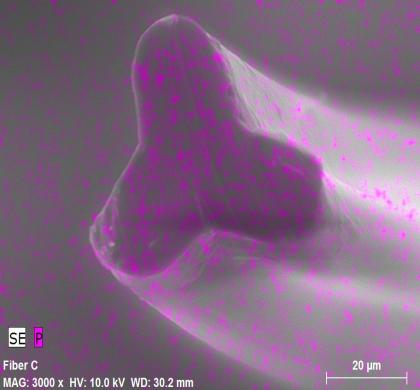 SE P
Fiber C
20 µm
MAG: 3000 x HV: 10.0 kV WD: 30.2 mm